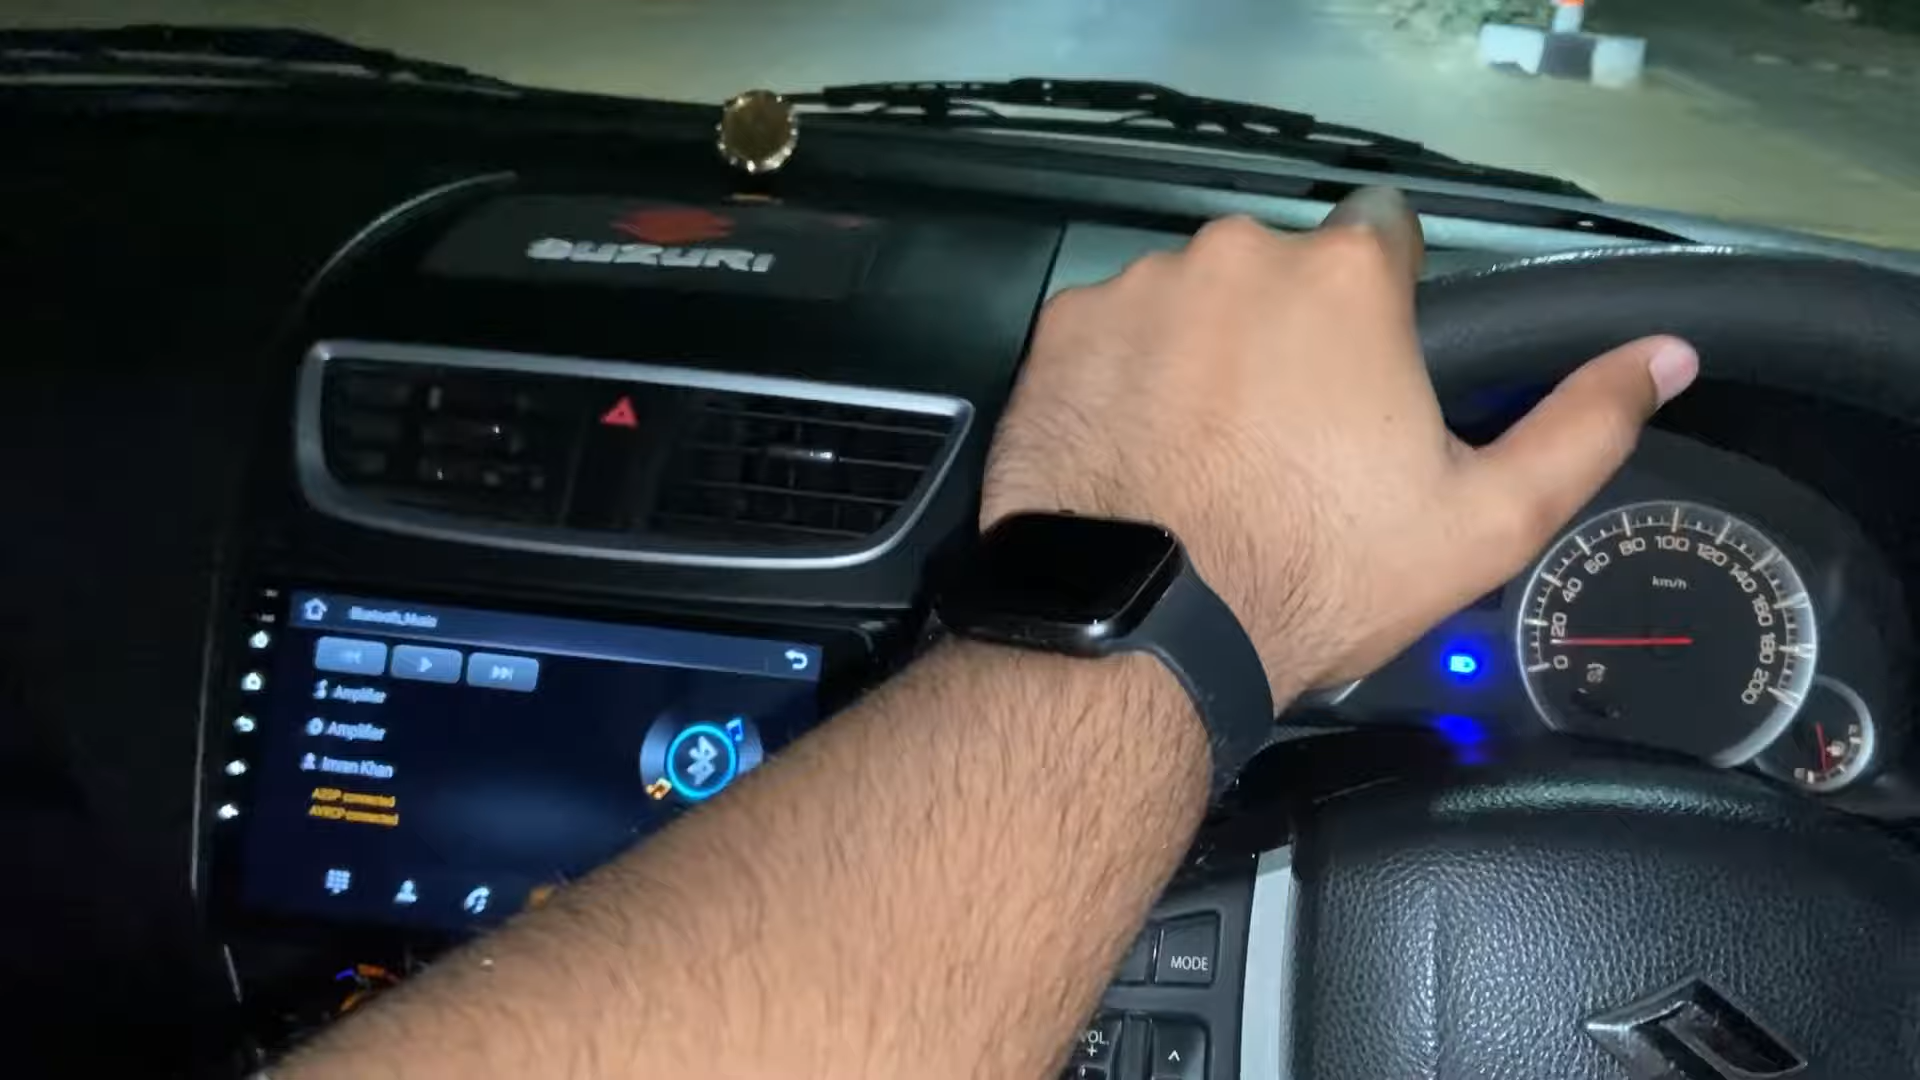 SUZUKI
Bluetooth_Music
Amplifier
Amplifier
Imran Khan
A2DP connected
AVRCP connected
0 20 40 60 80 100 120 140 160 180 200
km/h
MODE
VOL.
+